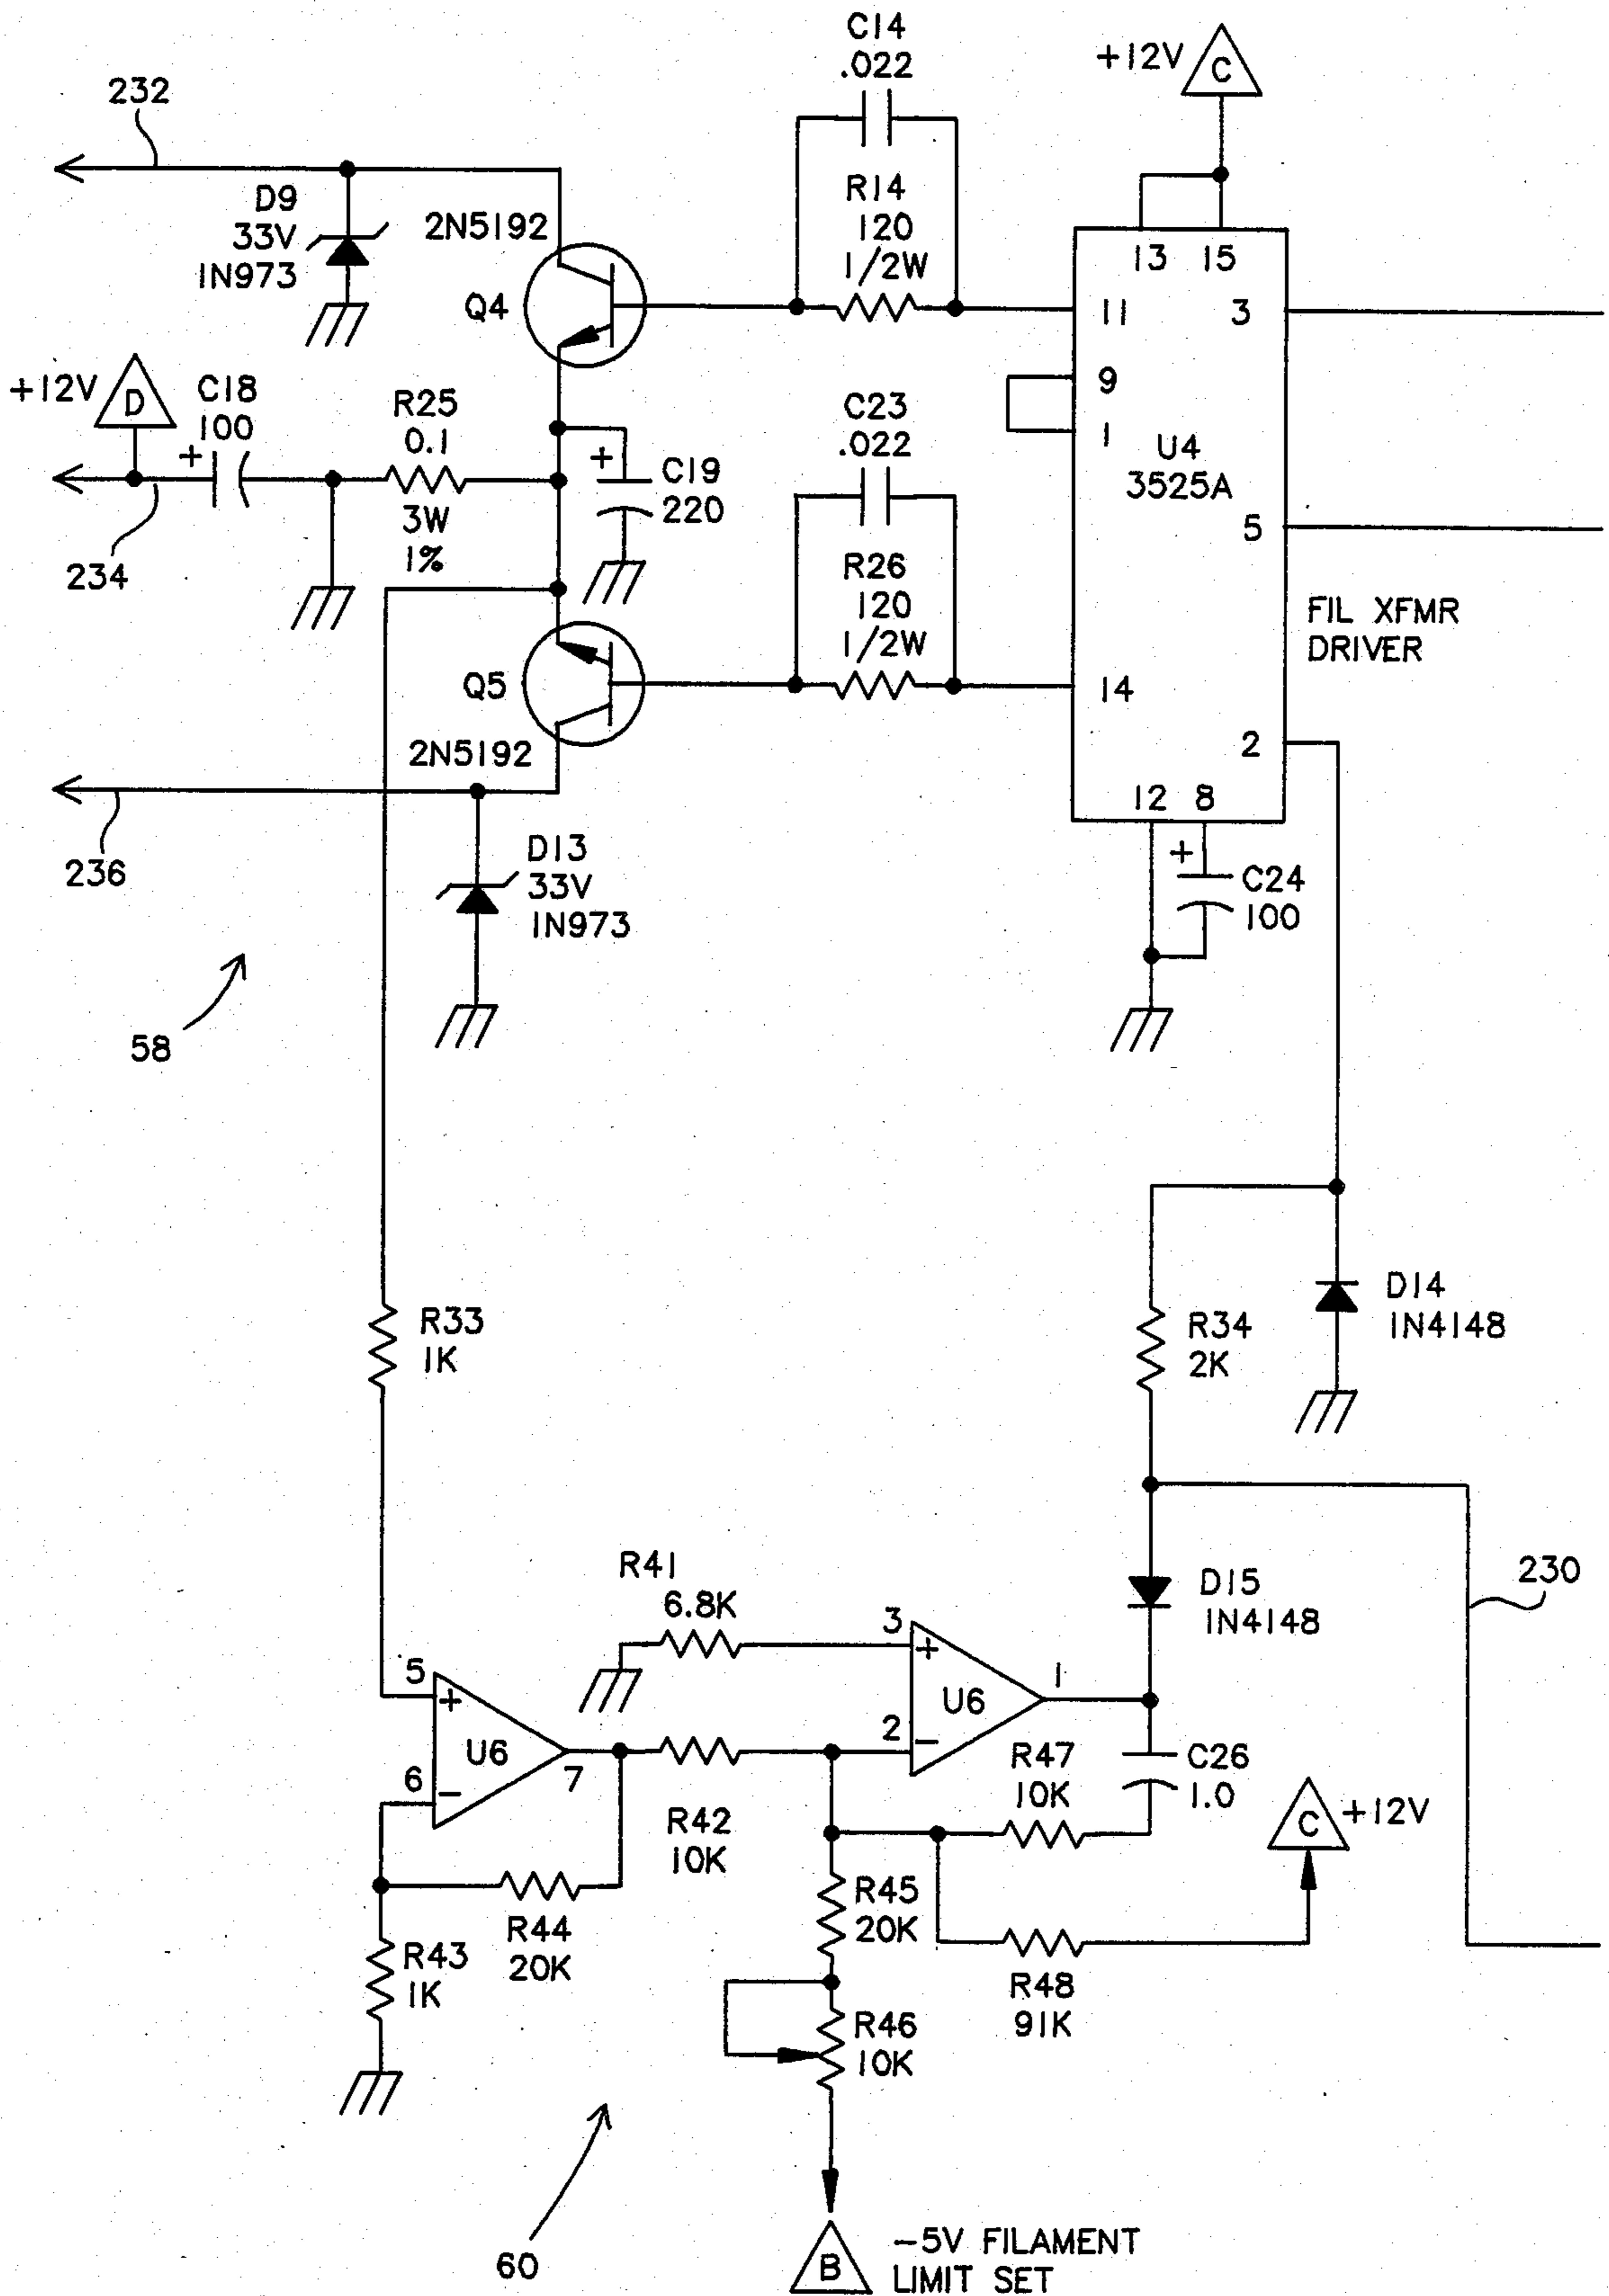 C14
.022
+12V
C
232
D9
33V
1N973
2N5192
Q4
R14
120
1/2W
13 15
11 3
9
1
U4
3525A
5
14
2
12 8
+12V
D
C18
100
+
R25
0.1
3W
1%
+
C19
220
C23
.022
R26
120
1/2W
FIL XFMR
DRIVER
234
Q5
2N5192
236
D13
33V
1N973
+
C24
100
58
R33
1K
R34
2K
D14
1N4148
230
D15
1N4148
R41
6.8K
3
+
U6
1
2
-
5
+
U6
7
6
-
R42
10K
R47
10K
C26
1.0
C
+12V
R44
20K
R45
20K
R43
1K
R48
91K
R46
10K
60
B
-5V FILAMENT
LIMIT SET